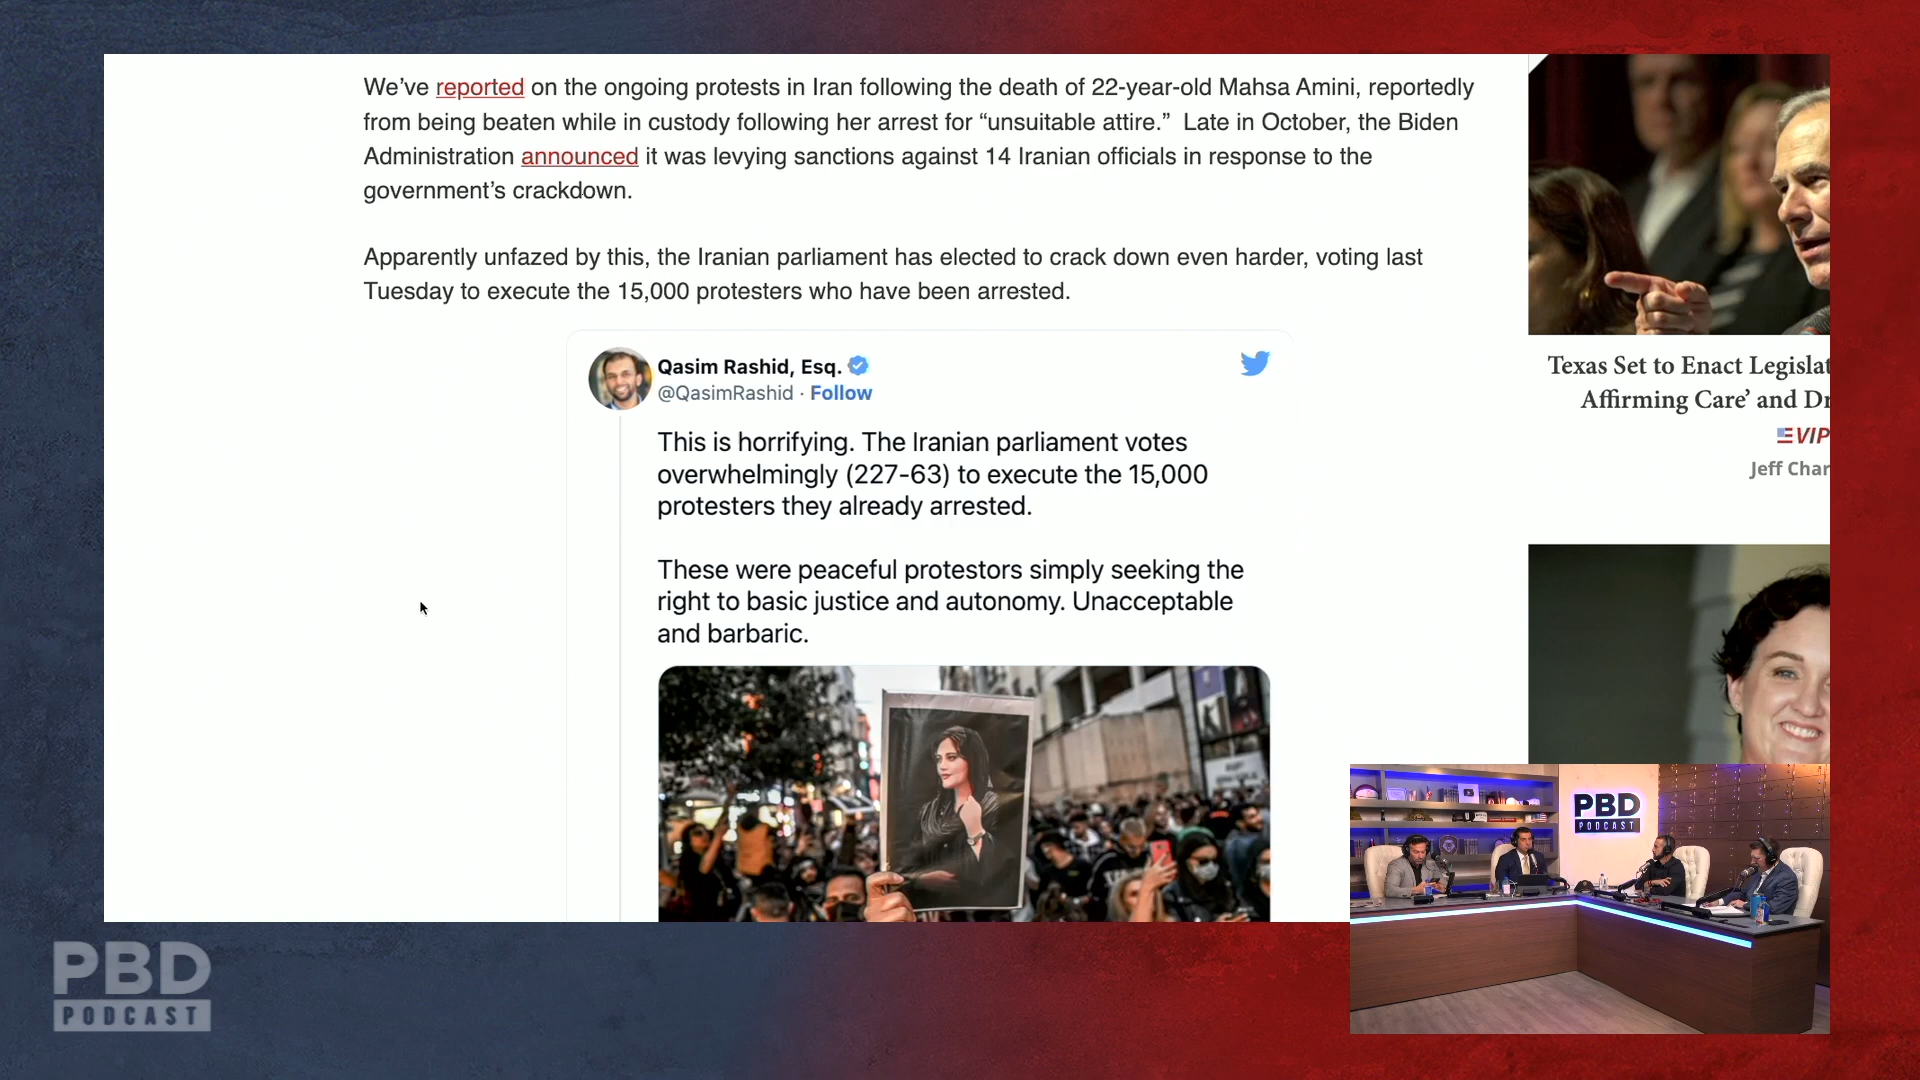 We’ve reported on the ongoing protests in Iran following the death of 22-year-old Mahsa Amini, reportedly
from being beaten while in custody following her arrest for “unsuitable attire.”  Late in October, the Biden
Administration announced it was levying sanctions against 14 Iranian officials in response to the
government’s crackdown.
Apparently unfazed by this, the Iranian parliament has elected to crack down even harder, voting last
Tuesday to execute the 15,000 protesters who have been arrested.
Qasim Rashid, Esq.
@QasimRashid · Follow
This is horrifying. The Iranian parliament votes
overwhelmingly (227-63) to execute the 15,000
protesters they already arrested.
These were peaceful protestors simply seeking the
right to basic justice and autonomy. Unacceptable
and barbaric.
Texas Set to Enact Legislat
Affirming Care’ and Dr
VIP
Jeff Char
PBD
PODCAST
PBD
PODCAST